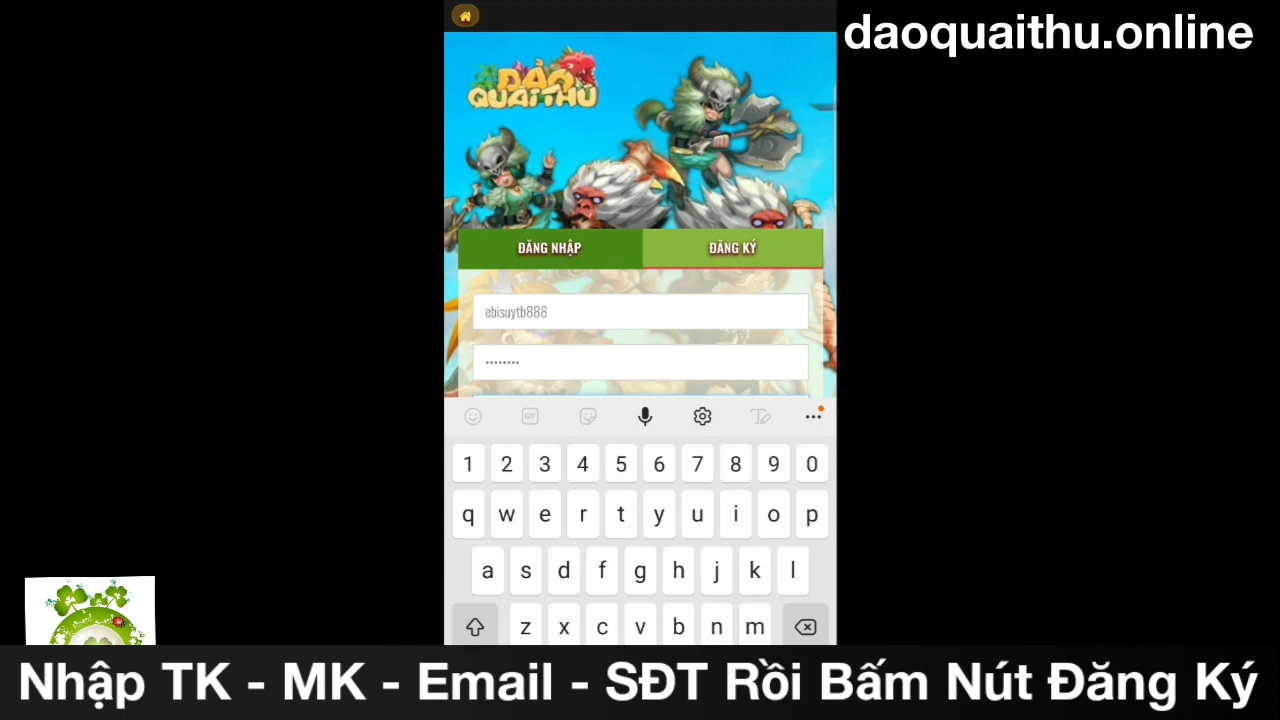 daoquaithu.online
ĐẢO
QUÁI THÚ
ĐĂNG NHẬP ĐĂNG KÝ
ebisuytb888
••••••••
GIF
1 2 3 4 5 6 7 8 9 0
q w e r t y u i o p
a s d f g h j k l
z x c v b n m
Nhập TK - MK - Email - SĐT Rồi Bấm Nút Đăng Ký